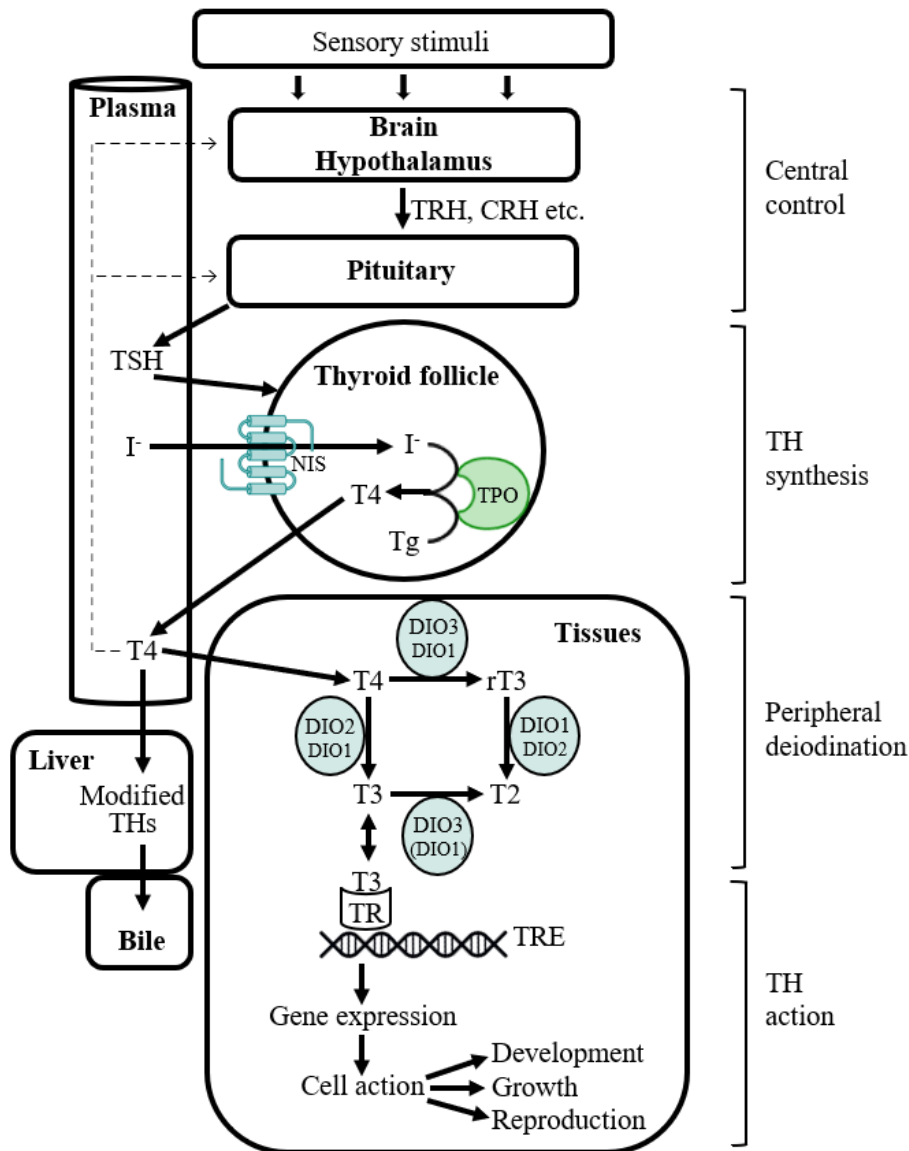 Sensory stimuli
Plasma
Brain
Hypothalamus
TRH, CRH etc.
Pituitary
Central
control
TSH
Thyroid follicle
I-
NIS
I-
T4
TPO
Tg
TH
synthesis
T4
Tissues
DIO3
DIO1
T4
rT3
DIO2
DIO1
DIO1
DIO2
T3
T2
DIO3
(DIO1)
Peripheral
deiodination
Liver
Modified
THs
Bile
T3
TR
TRE
Gene expression
Cell action
Development
Growth
Reproduction
TH
action